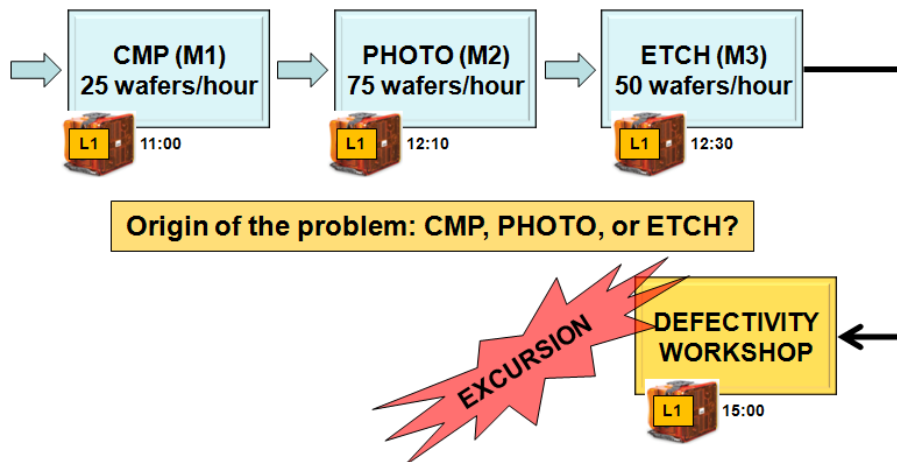 CMP (M1)
25 wafers/hour
PHOTO (M2)
75 wafers/hour
ETCH (M3)
50 wafers/hour
L1
11:00
L1
12:10
L1
12:30
Origin of the problem: CMP, PHOTO, or ETCH?
EXCURSION
DEFECTIVITY
WORKSHOP
L1
15:00